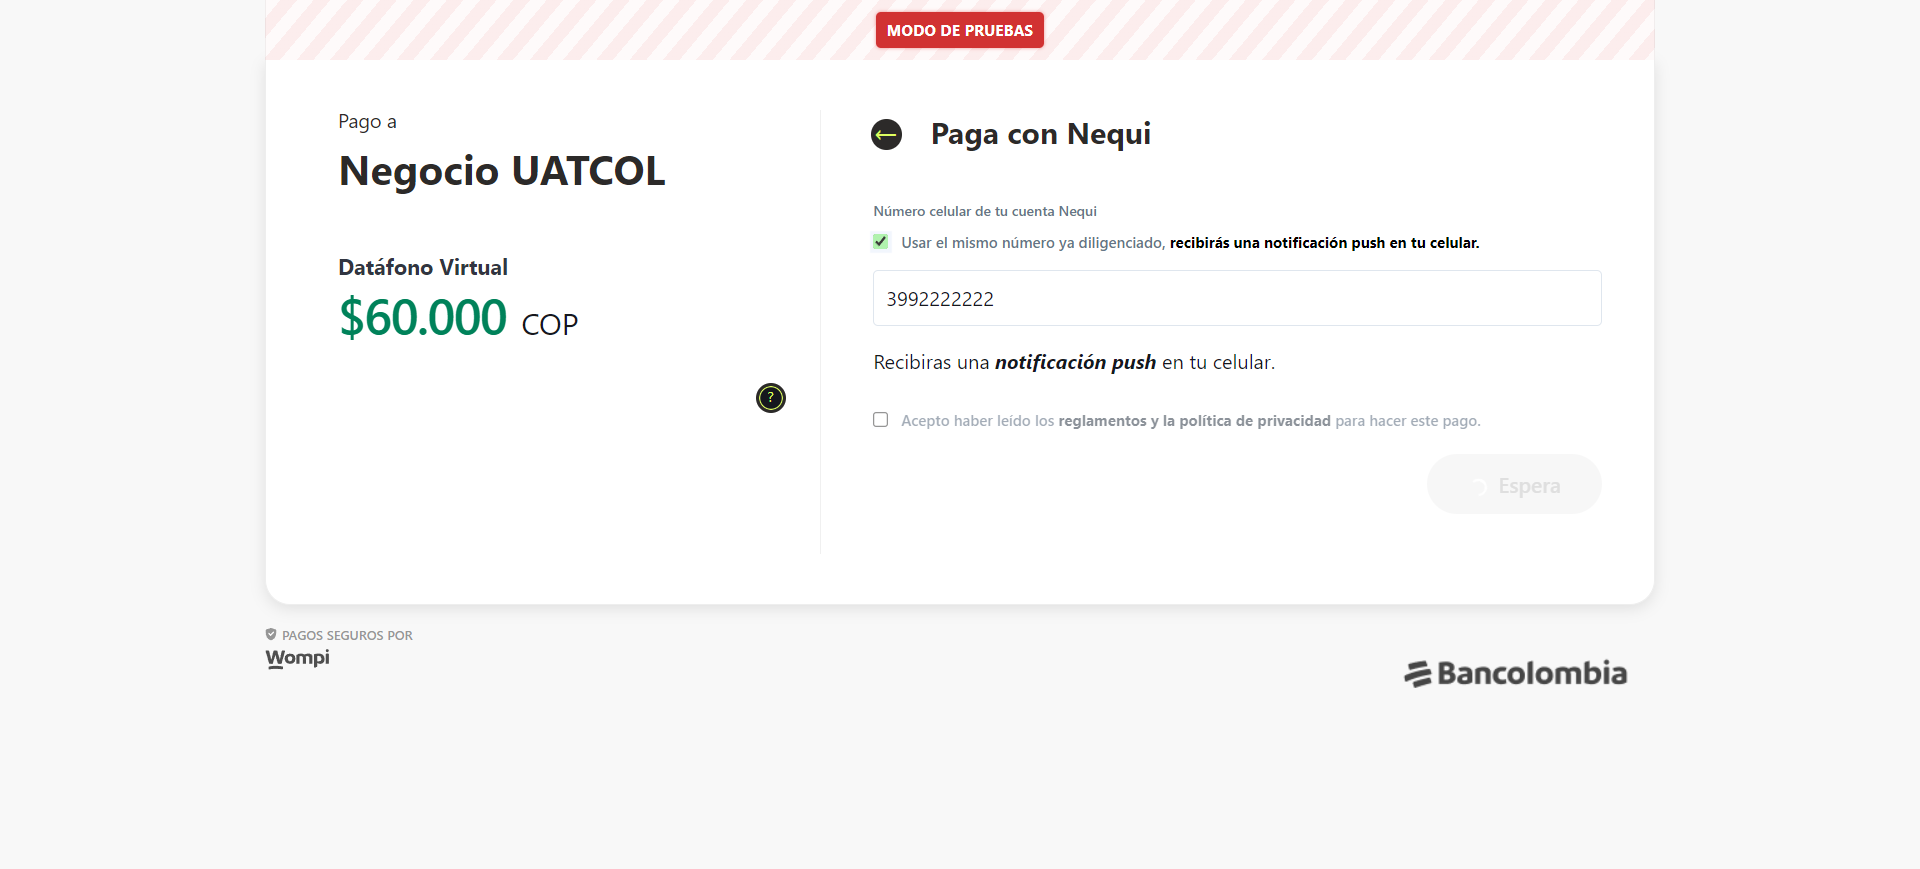 MODO DE PRUEBAS
Pago a
Negocio UATCOL
Datáfono Virtual
$60.000 COP
?
Paga con Nequi
Número celular de tu cuenta Nequi
Usar el mismo número ya diligenciado, recibirás una notificación push en tu celular.
3992222222
Recibiras una notificación push en tu celular.
Acepto haber leído los reglamentos y la política de privacidad para hacer este pago.
Espera
PAGOS SEGUROS POR
Wompi
Bancolombia